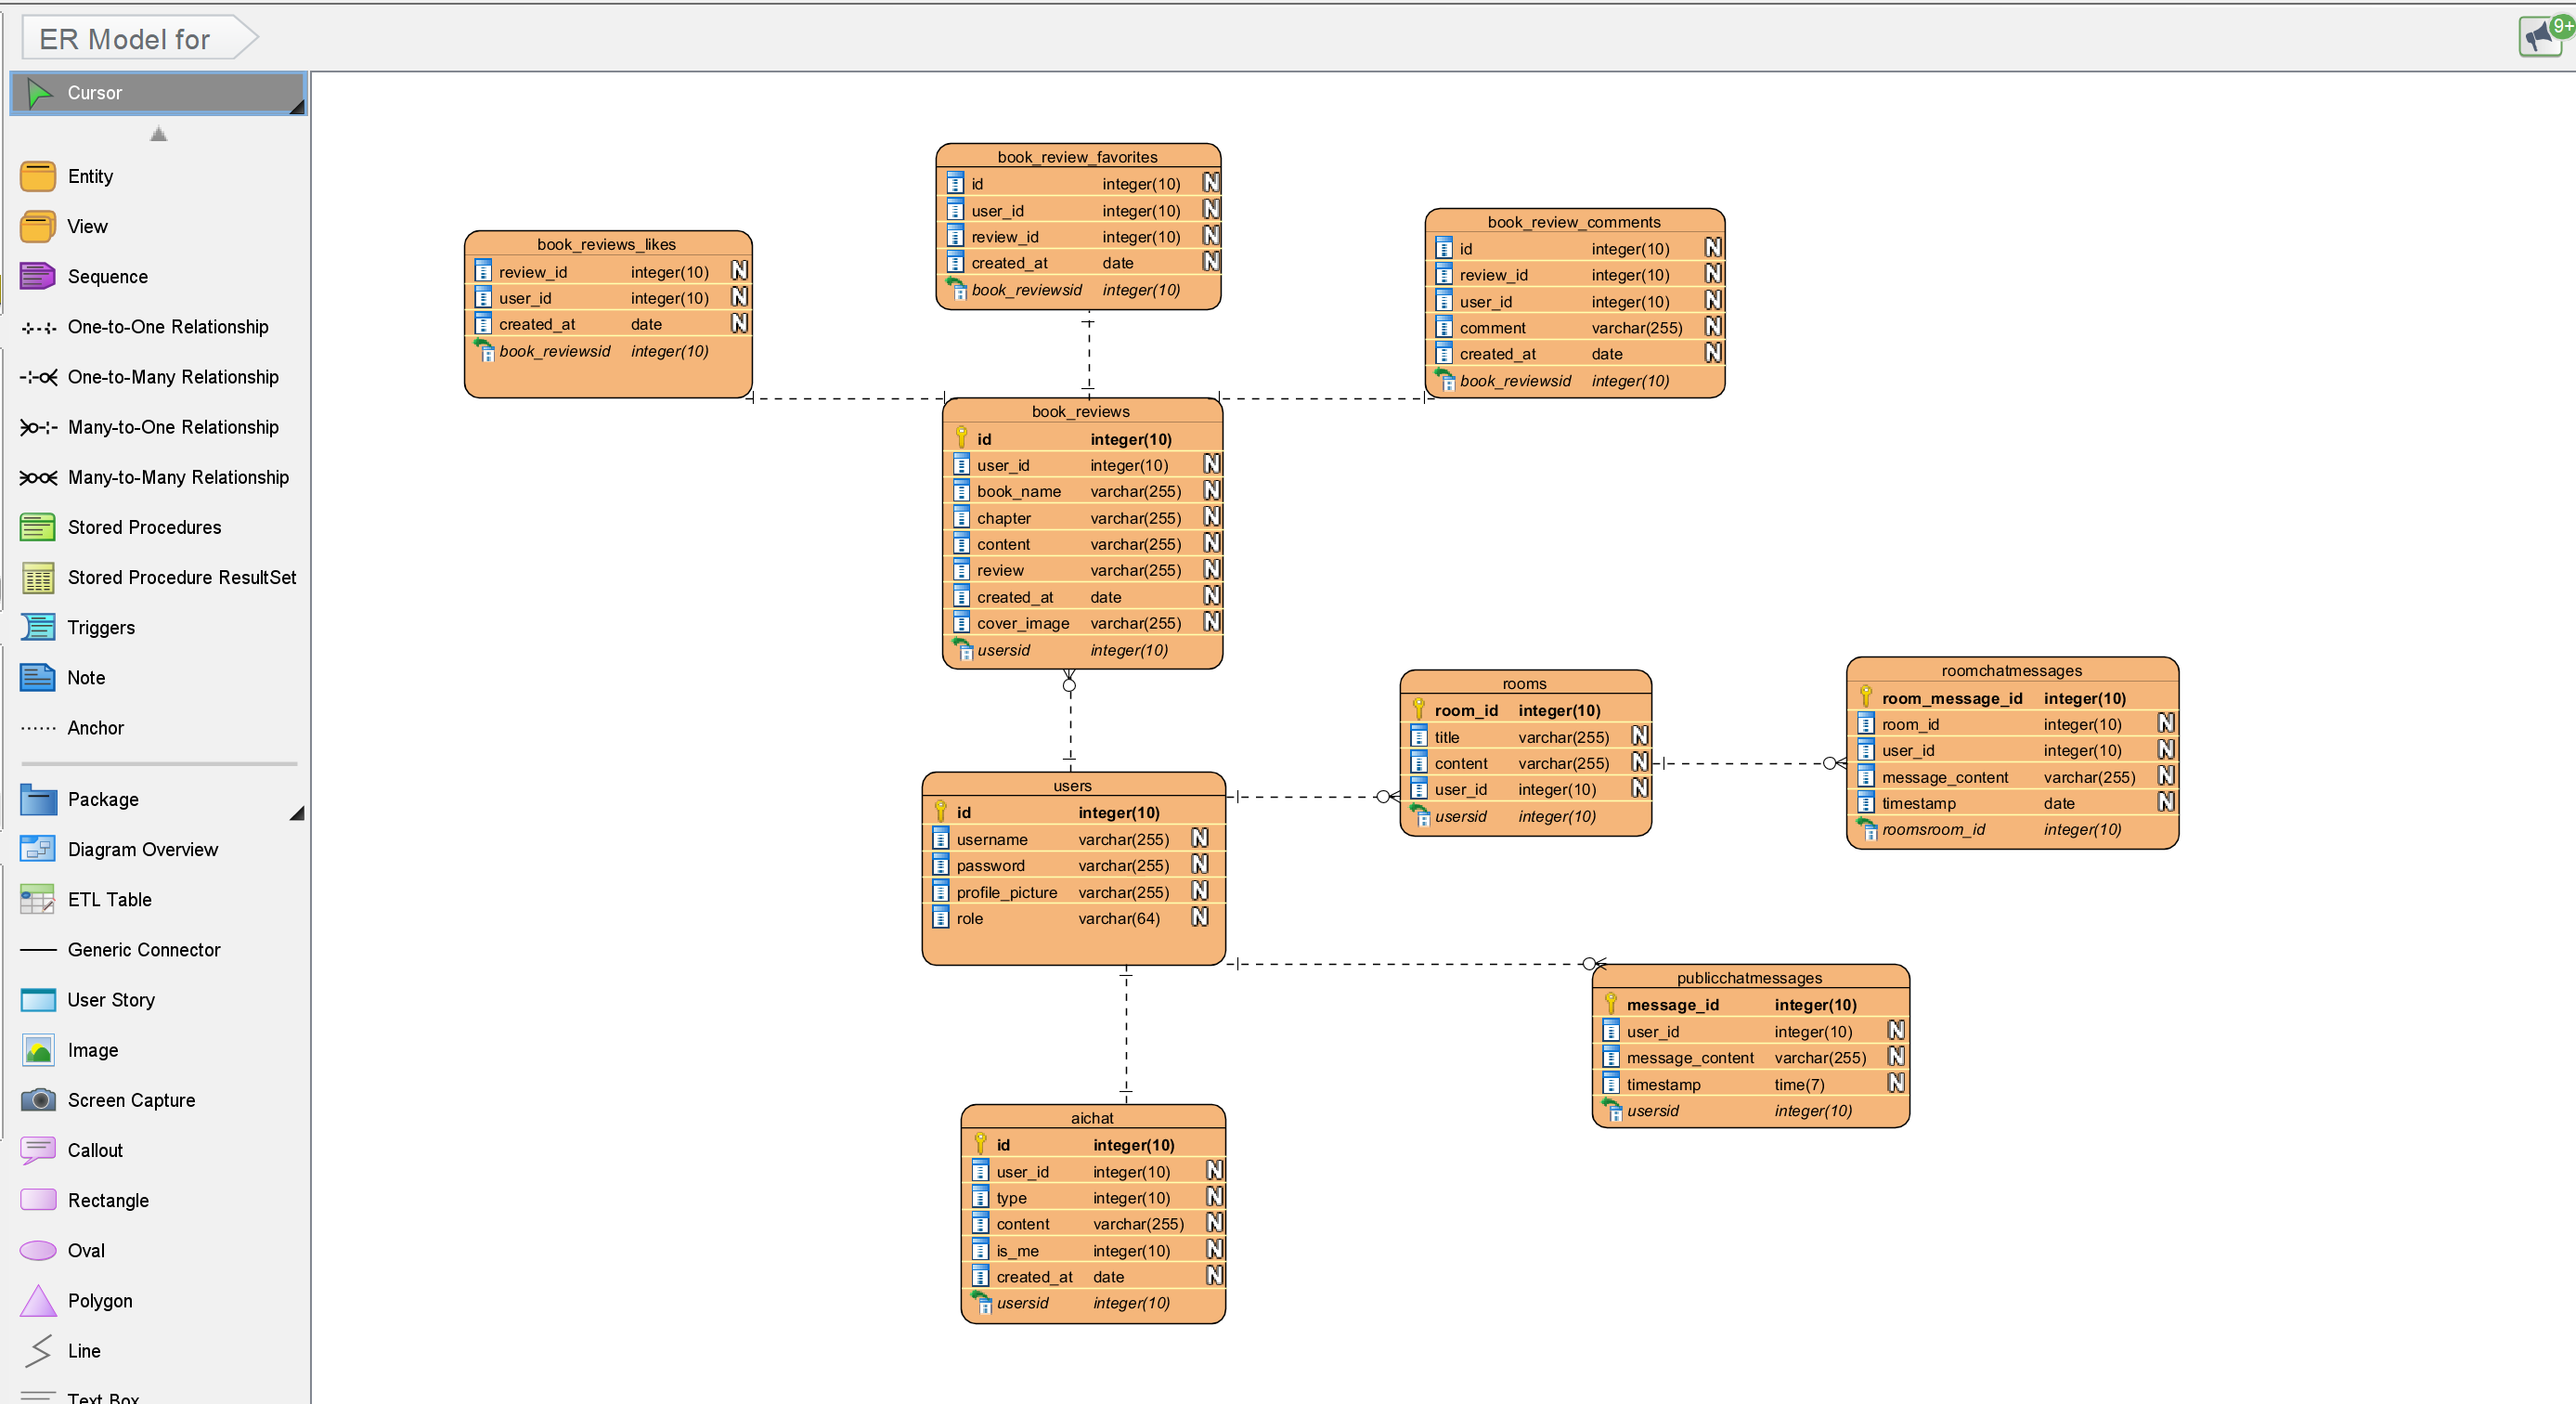 ER Model for
9+
Cursor
Entity
View
Sequence
One-to-One Relationship
One-to-Many Relationship
Many-to-One Relationship
Many-to-Many Relationship
Stored Procedures
Stored Procedure ResultSet
Triggers
Note
Anchor
Package
Diagram Overview
ETL Table
Generic Connector
User Story
Image
Screen Capture
Callout
Rectangle
Oval
Polygon
Line
Text Box
book_review_favorites
id integer(10) N
user_id integer(10) N
review_id integer(10) N
created_at date N
book_reviewsid integer(10)
book_reviews_likes
review_id integer(10) N
user_id integer(10) N
created_at date N
book_reviewsid integer(10)
book_review_comments
id integer(10) N
review_id integer(10) N
user_id integer(10) N
comment varchar(255) N
created_at date N
book_reviewsid integer(10)
book_reviews
id integer(10)
user_id integer(10) N
book_name varchar(255) N
chapter varchar(255) N
content varchar(255) N
review varchar(255) N
created_at date N
cover_image varchar(255) N
usersid integer(10)
rooms
room_id integer(10)
title varchar(255) N
content varchar(255) N
user_id integer(10) N
usersid integer(10)
roomchatmessages
room_message_id integer(10)
room_id integer(10) N
user_id integer(10) N
message_content varchar(255) N
timestamp date N
roomsroom_id integer(10)
users
id integer(10)
username varchar(255) N
password varchar(255) N
profile_picture varchar(255) N
role varchar(64) N
publicchatmessages
message_id integer(10)
user_id integer(10) N
message_content varchar(255) N
timestamp time(7) N
usersid integer(10)
aichat
id integer(10)
user_id integer(10) N
type integer(10) N
content varchar(255) N
is_me integer(10) N
created_at date N
usersid integer(10)